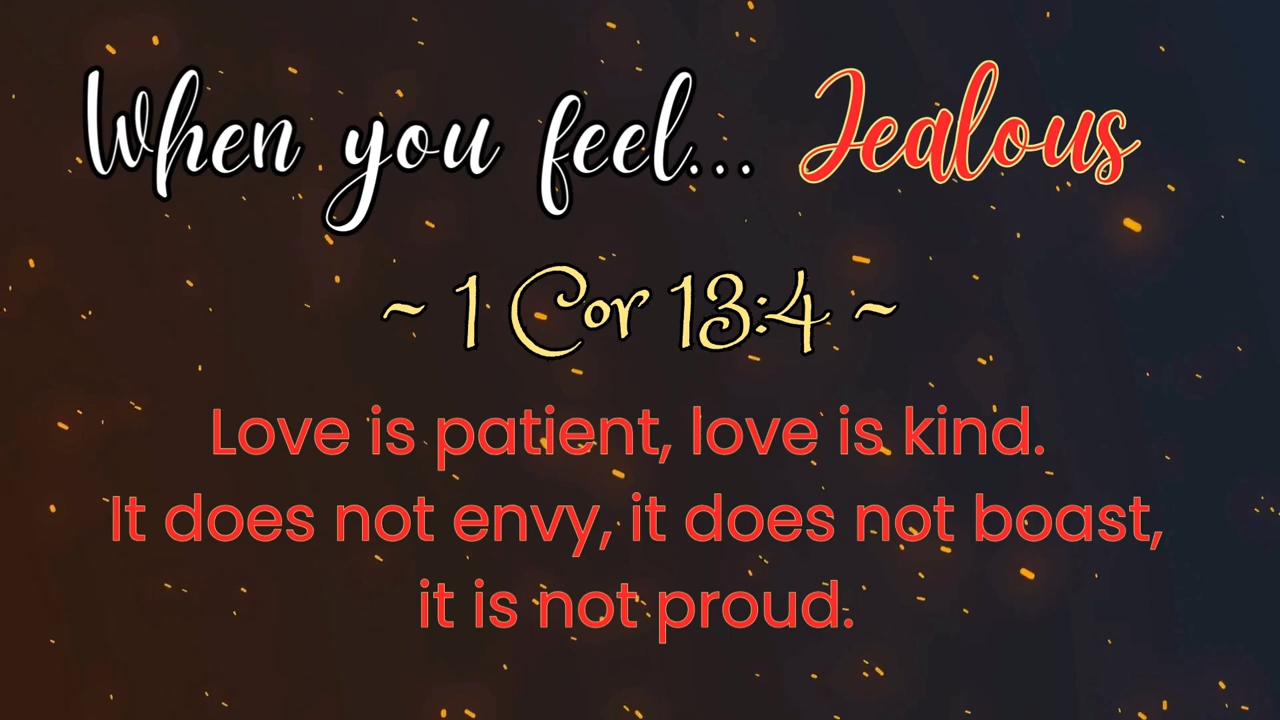 When you feel... Jealous
~ 1 Cor 13:4 ~
Love is patient, love is kind.
It does not envy, it does not boast,
it is not proud.